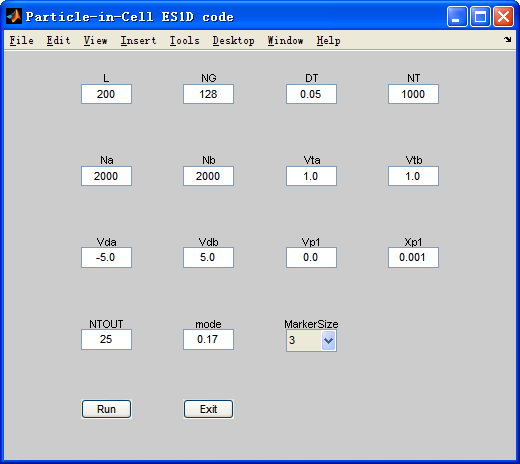 Particle-in-Cell ES1D code
File Edit View Insert Tools Desktop Window Help
L NG DT NT
200 128 0.05 1000
Na Nb Vta Vtb
2000 2000 1.0 1.0
Vda Vdb Vp1 Xp1
-5.0 5.0 0.0 0.001
NTOUT mode MarkerSize
25 0.17 3
Run Exit